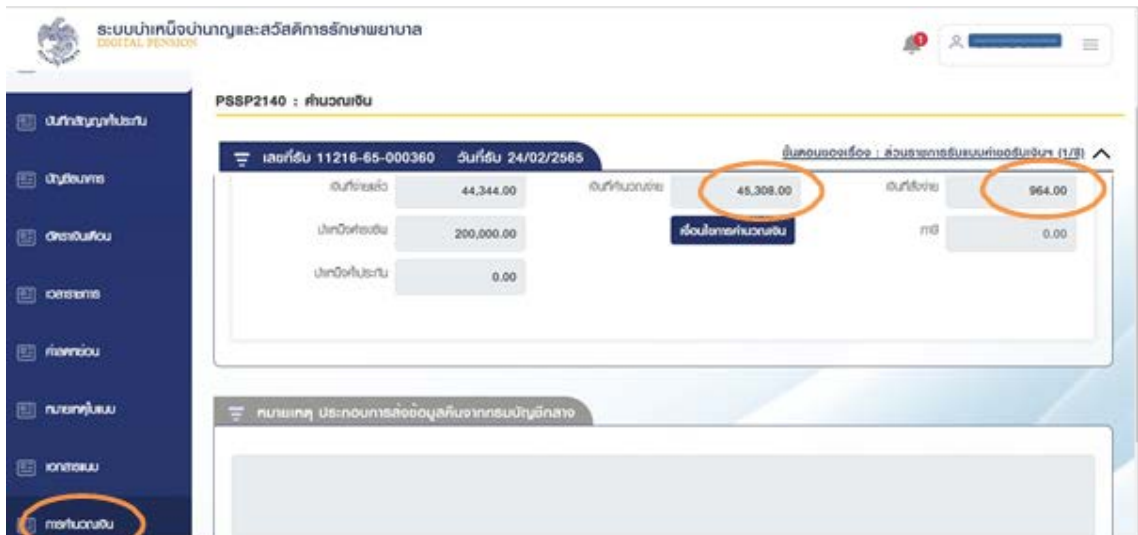 ระบบบำเหน็จบำนาญและสวัสดิการรักษาพยาบาล
DIGITAL PENSION
1
PSSP2140 : คำนวณเงิน
บันทึกสัญญาค้ำประกัน
เลขที่รับ 11216-65-000360 วันที่รับ 24/02/2565
ขั้นตอนของเรื่อง : ส่วนราชการรับแบบคำขอรับเงินฯ (1/8)
บัญชีธนาคาร
เงินที่จ่ายแล้ว 44,344.00 เงินที่คำนวณจ่าย 45,308.00 เงินที่สั่งจ่าย 964.00
อัตราเงินเดือน
บำเหน็จดำรงชีพ 200,000.00 เงื่อนไขการคำนวณเงิน ภาษี 0.00
บำเหน็จค้ำประกัน 0.00
เวลาราชการ
ค่าลดหย่อน
หมายเหตุใบแบบ
หมายเหตุ ประกอบการส่งข้อมูลคืนจากกรมบัญชีกลาง
เอกสารแนบ
การคำนวณเงิน